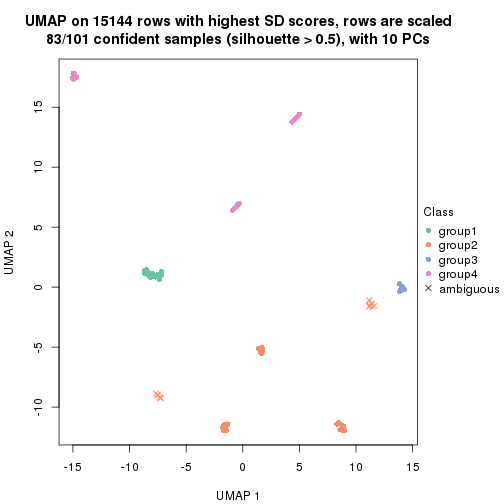 UMAP on 15144 rows with highest SD scores, rows are scaled
83/101 confident samples (silhouette > 0.5), with 10 PCs
15
10
5
0
-5
-10
UMAP 2
-15
-10
-5
0
5
10
15
UMAP 1
Class
group1
group2
group3
group4
ambiguous